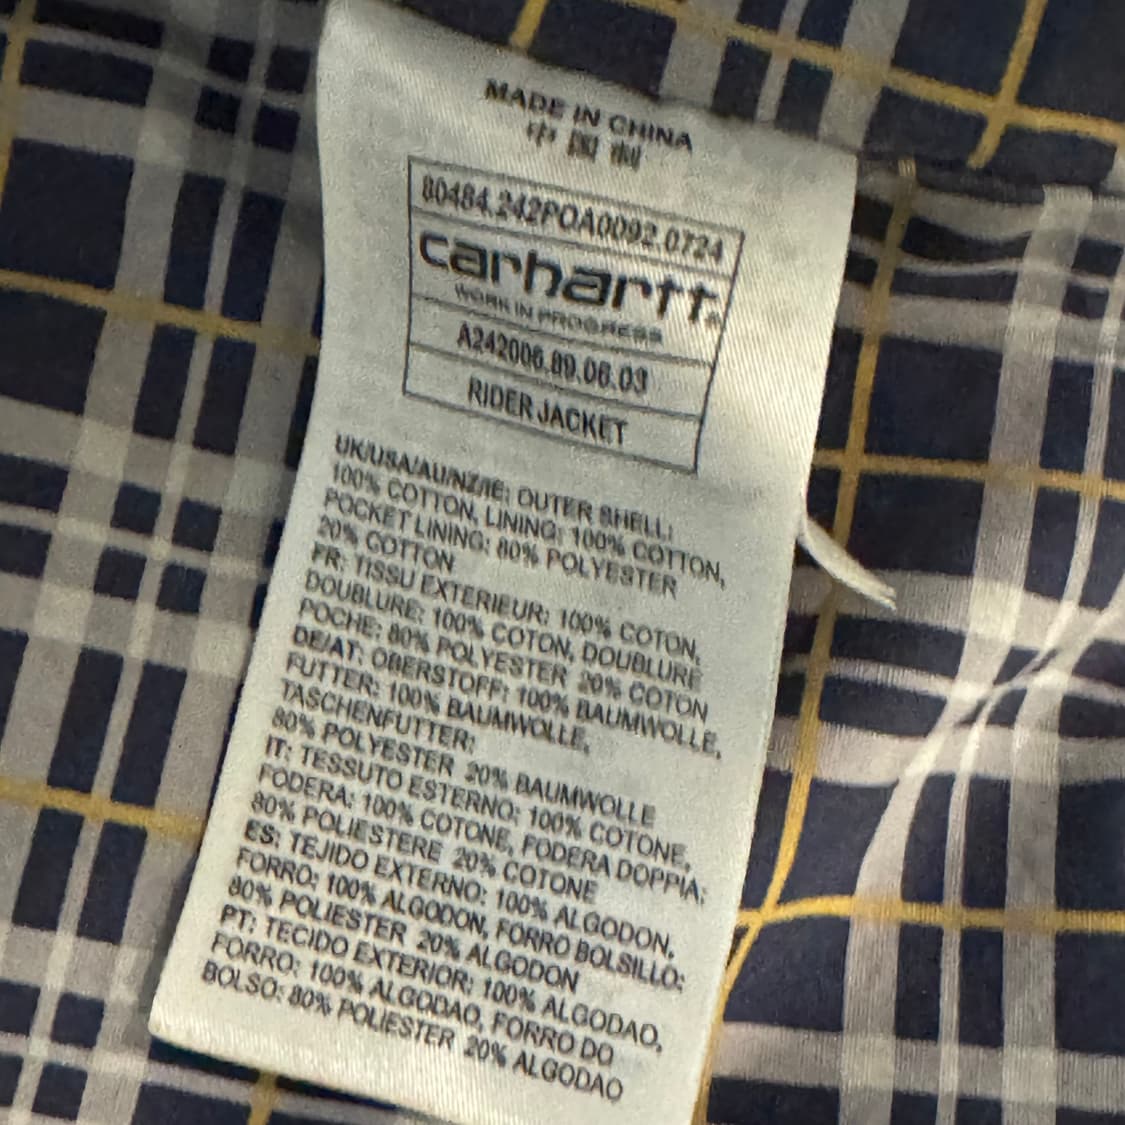 MADE IN CHINA
中 国 制
80484.242POA0092.0724
carhartt®
WORK IN PROGRESS
A242006.89.06.03
RIDER JACKET
UK/USA/AU/NZ/IE: OUTER SHELL:
100% COTTON, LINING: 100% COTTON,
POCKET LINING: 80% POLYESTER
20% COTTON
FR: TISSU EXTERIEUR: 100% COTON,
DOUBLURE: 100% COTON, DOUBLURE
POCHE: 80% POLYESTER 20% COTON
DE/AT: OBERSTOFF: 100% BAUMWOLLE,
FUTTER: 100% BAUMWOLLE,
TASCHENFUTTER:
80% POLYESTER 20% BAUMWOLLE
IT: TESSUTO ESTERNO: 100% COTONE,
FODERA: 100% COTONE, FODERA DOPPIA:
80% POLIESTERE 20% COTONE
ES: TEJIDO EXTERNO: 100% ALGODON,
FORRO: 100% ALGODON, FORRO BOLSILLO:
80% POLIESTER 20% ALGODON
PT: TECIDO EXTERIOR: 100% ALGODAO,
FORRO: 100% ALGODAO, FORRO DO
BOLSO: 80% POLIESTER 20% ALGODAO